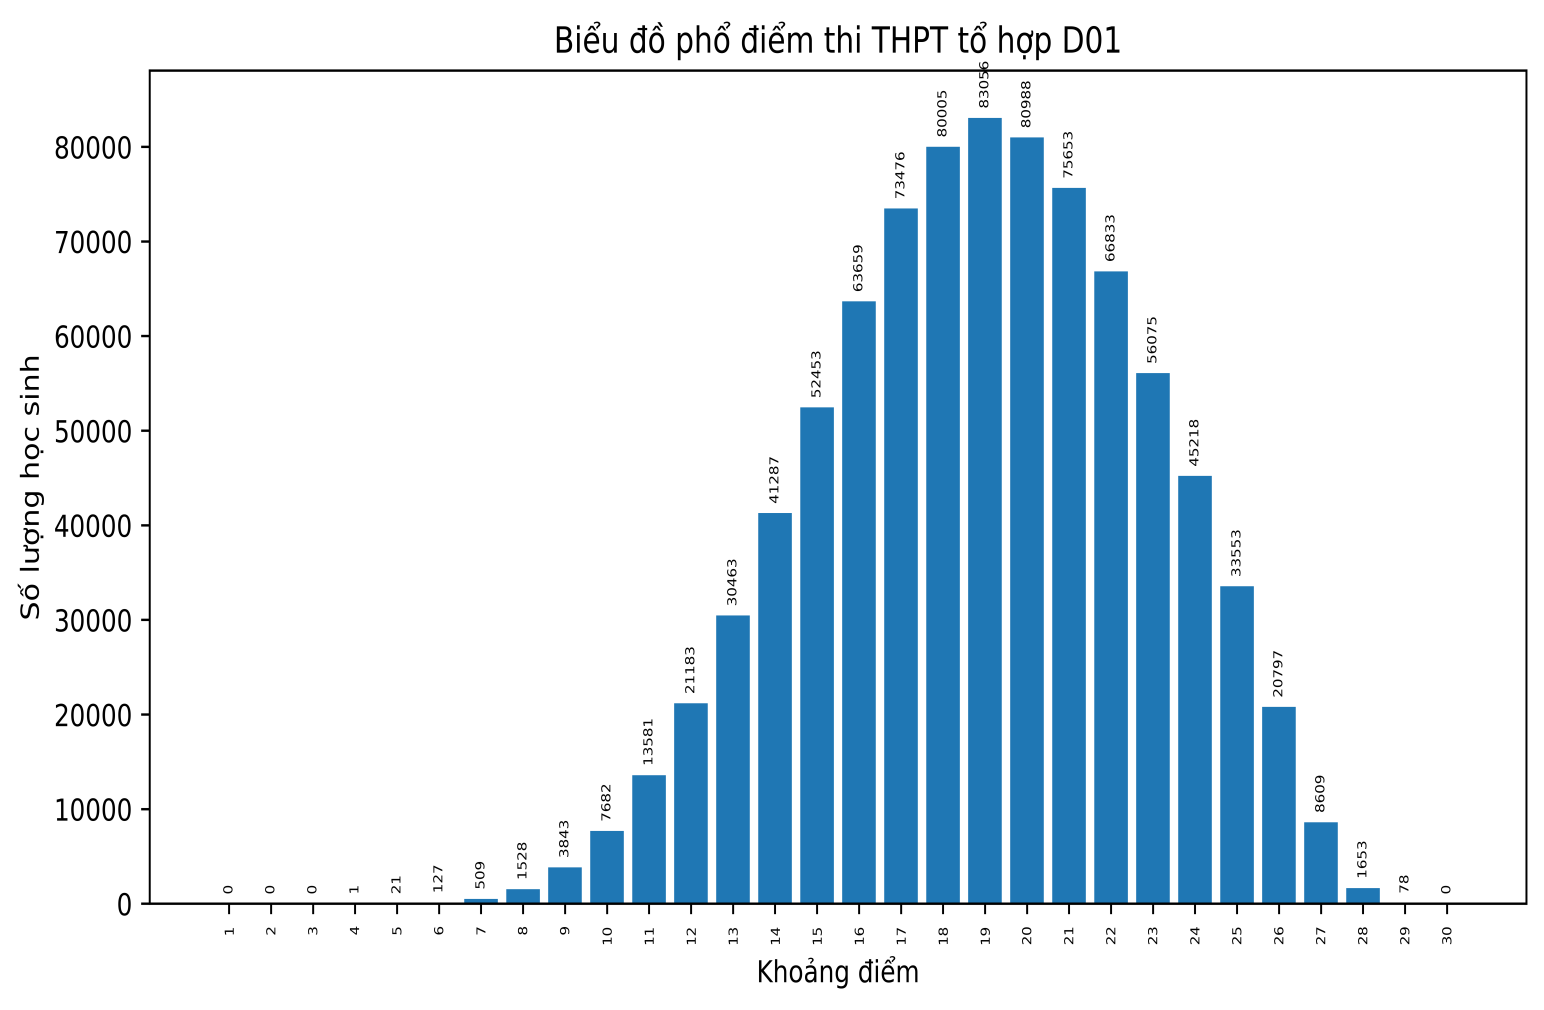 Biểu đồ phổ điểm thi THPT tổ hợp D01
Số lượng học sinh
80000
70000
60000
50000
40000
30000
20000
10000
0
0 0 0 1 21 127 509 1528 3843 7682 13581 21183 30463 41287 52453 63659 73476 80005 83056 80988 75653 66833 56075 45218 33553 20797 8609 1653 78 0
1 2 3 4 5 6 7 8 9 10 11 12 13 14 15 16 17 18 19 20 21 22 23 24 25 26 27 28 29 30
Khoảng điểm